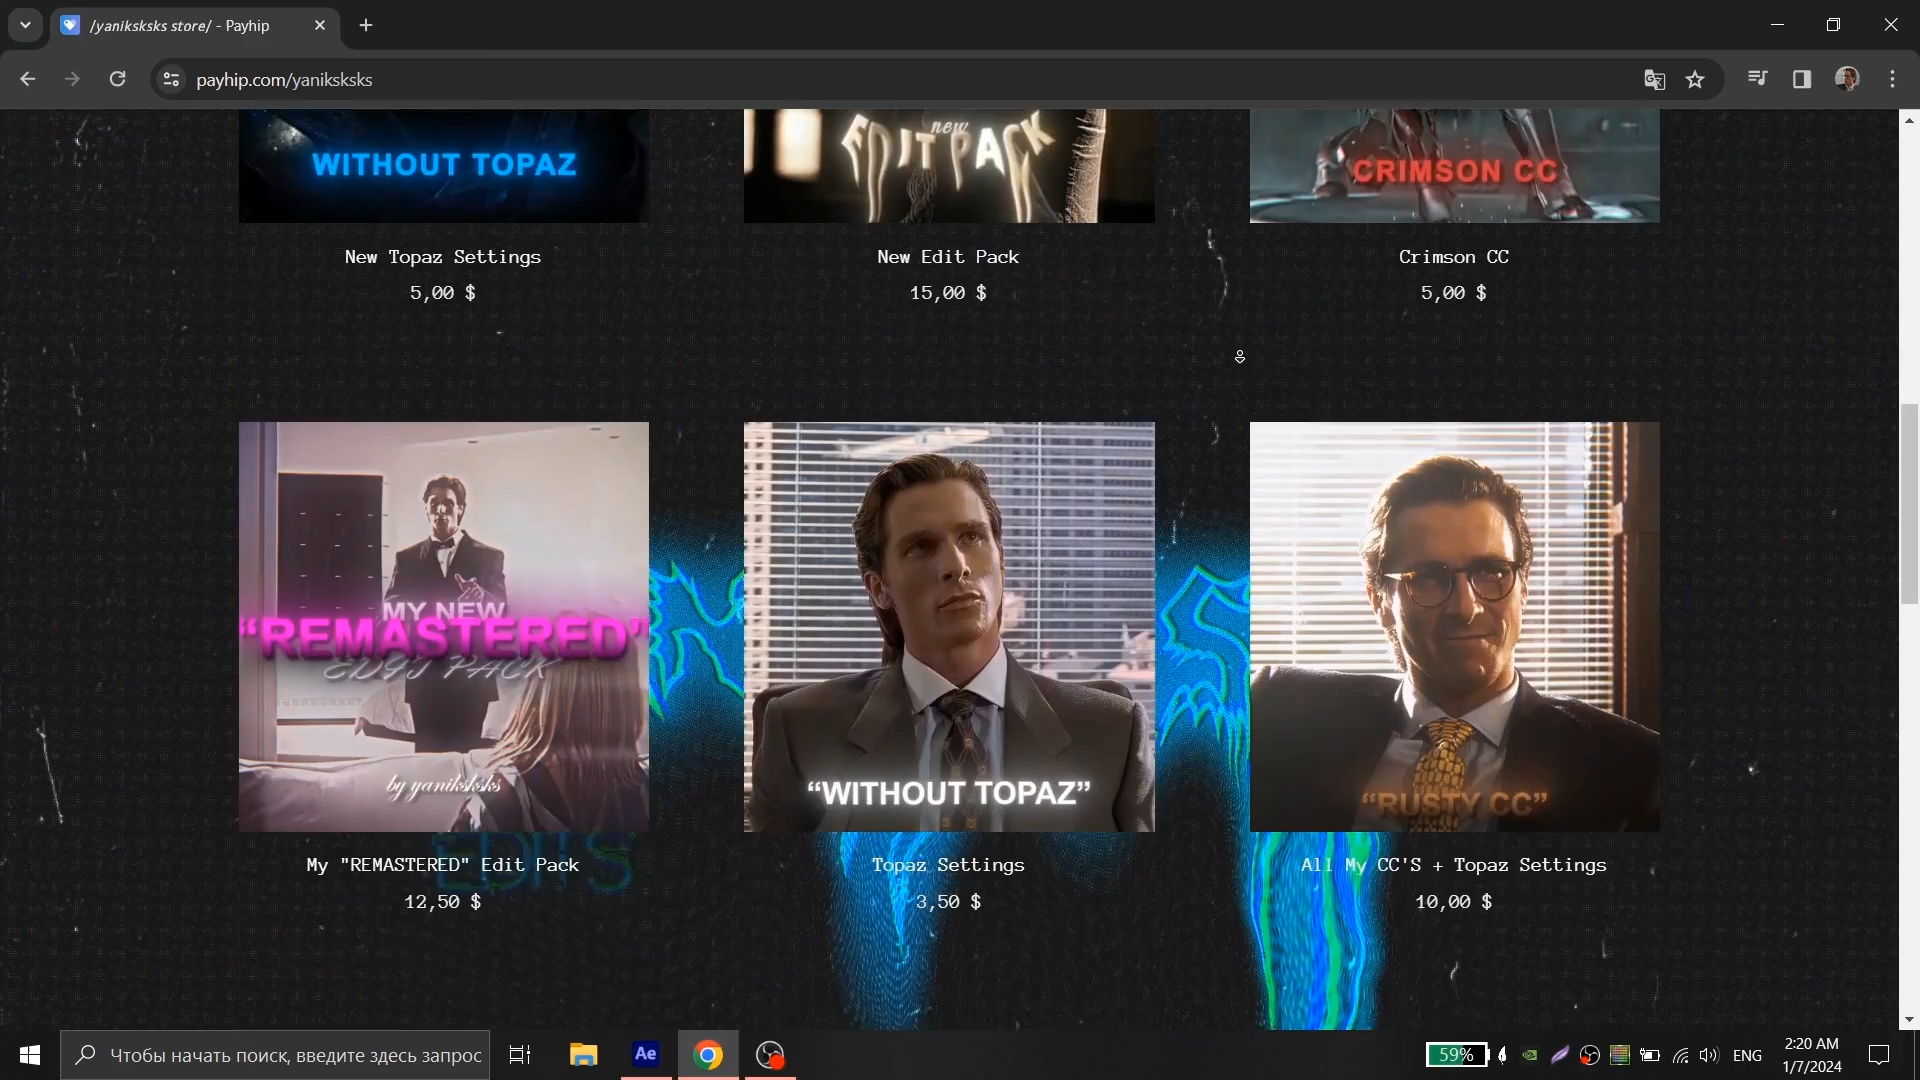 /yaniksksks store/ - Payhip
payhip.com/yaniksksks
WITHOUT TOPAZ
new
EDIT PACK
CRIMSON CC
New Topaz Settings
New Edit Pack
Crimson CC
5,00 $
15,00 $
5,00 $
MY NEW
“REMASTERED”
EDIT PACK
by yaniksksks
“WITHOUT TOPAZ”
“RUSTY CC”
EDITS
My "REMASTERED" Edit Pack
Topaz Settings
All My CC'S + Topaz Settings
12,50 $
3,50 $
10,00 $
Чтобы начать поиск, введите здесь запрос
Ae
59%
ENG
2:20 AM
1/7/2024